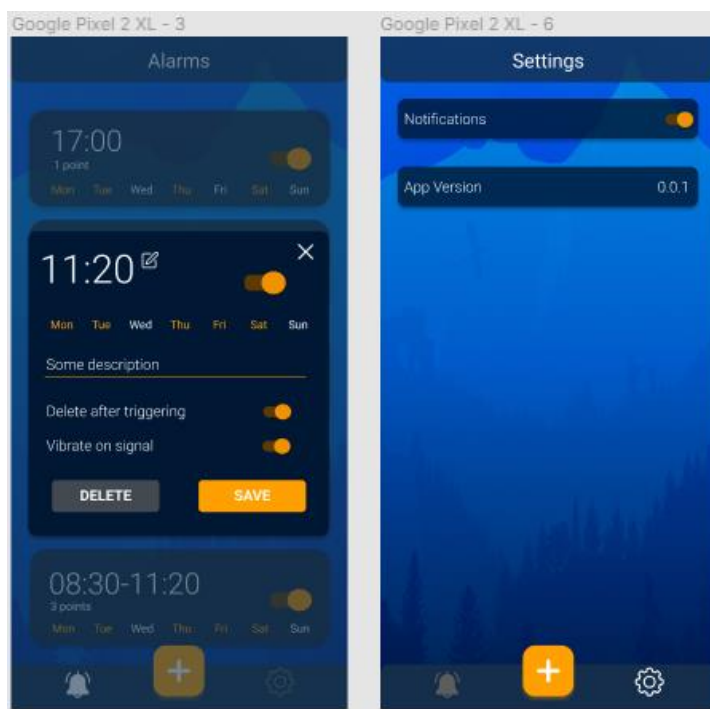 Google Pixel 2 XL - 3
Alarms
17:00
1 point
Mon Tue Wed Thu Fri Sat Sun
11:20
Mon Tue Wed Thu Fri Sat Sun
Some description
Delete after triggering
Vibrate on signal
DELETE SAVE
08:30-11:20
3 points
Mon Tue Wed Thu Fri Sat Sun
+
Google Pixel 2 XL - 6
Settings
Notifications
App Version 0.0.1
+